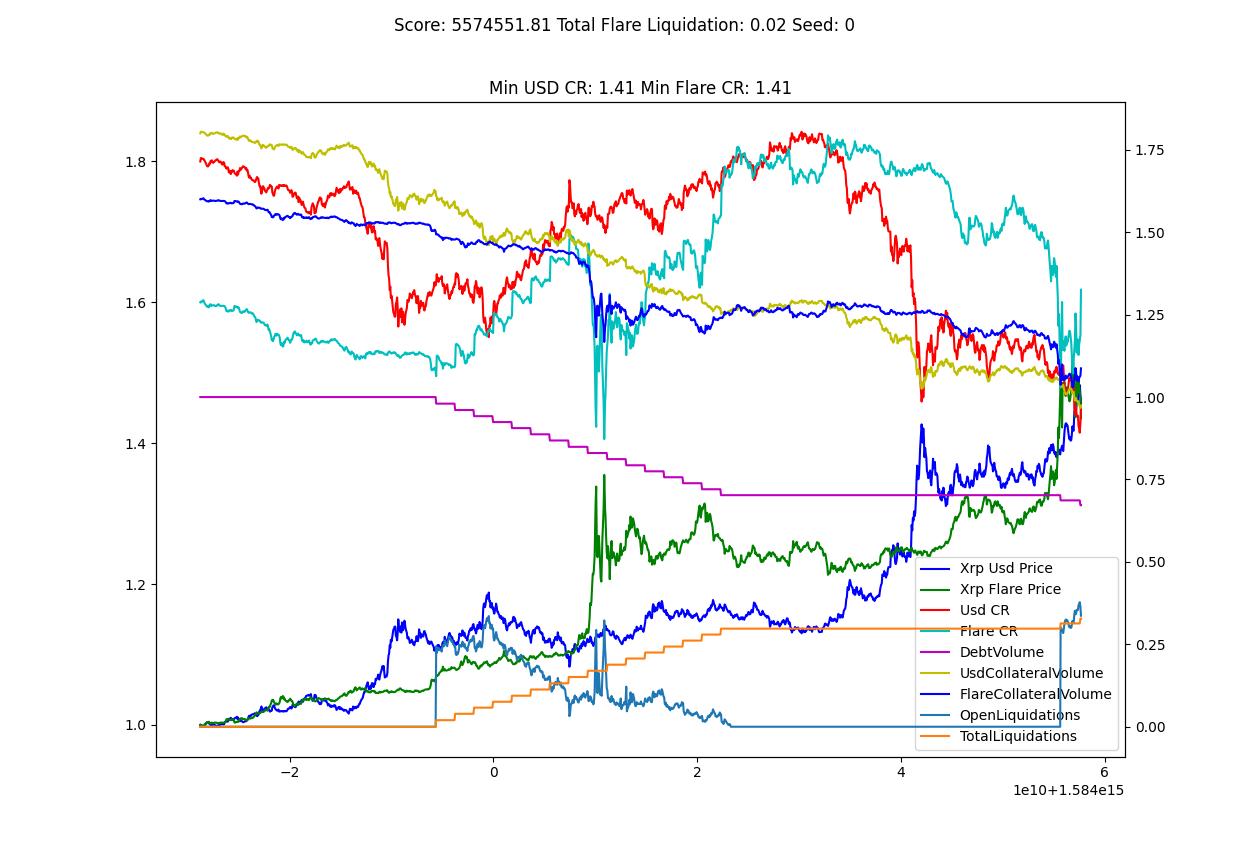 Score: 5574551.81 Total Flare Liquidation: 0.02 Seed: 0
Min USD CR: 1.41 Min Flare CR: 1.41
1.8
1.6
1.4
1.2
1.0
1.75
1.50
1.25
1.00
0.75
0.50
0.25
0.00
Xrp Usd Price
Xrp Flare Price
Usd CR
Flare CR
DebtVolume
UsdCollateralVolume
FlareCollateralVolume
OpenLiquidations
TotalLiquidations
−2 0 2 4 6
1e10+1.584e15